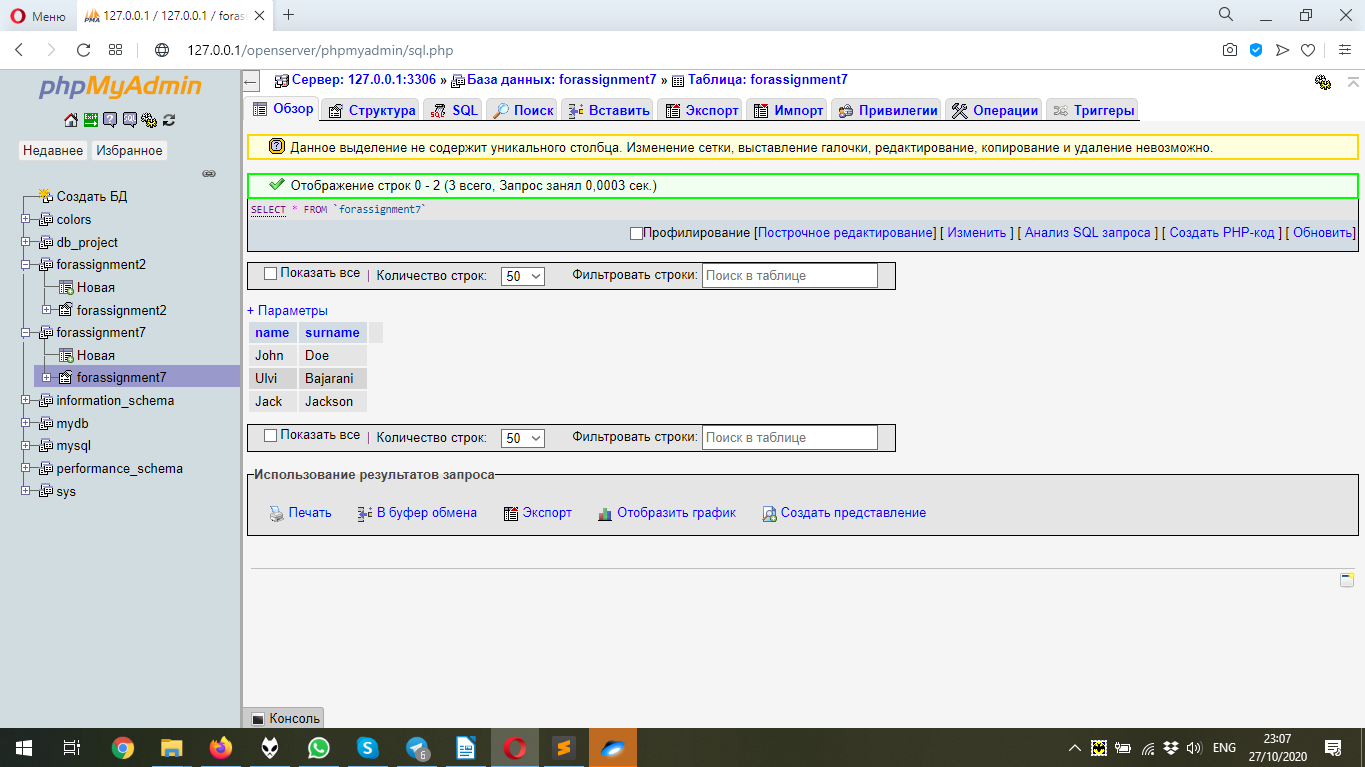 Меню
127.0.0.1 / 127.0.0.1 / foras
127.0.0.1/openserver/phpmyadmin/sql.php
phpMyAdmin
Недавнее Избранное
Создать БД
colors
db_project
forassignment2
Новая
forassignment2
forassignment7
Новая
forassignment7
information_schema
mydb
mysql
performance_schema
sys
Сервер: 127.0.0.1:3306 » База данных: forassignment7 » Таблица: forassignment7
Обзор Структура SQL Поиск Вставить Экспорт Импорт Привилегии Операции Триггеры
Данное выделение не содержит уникального столбца. Изменение сетки, выставление галочки, редактирование, копирование и удаление невозможно.
Отображение строк 0 - 2 (3 всего, Запрос занял 0,0003 сек.)
SELECT * FROM `forassignment7`
Профилирование [Построчное редактирование] [ Изменить ] [ Анализ SQL запроса ] [ Создать PHP-код ] [ Обновить]
Показать все | Количество строк: 50 Фильтровать строки: Поиск в таблице
+ Параметры
name surname
John Doe
Ulvi Bajarani
Jack Jackson
Показать все | Количество строк: 50 Фильтровать строки: Поиск в таблице
Использование результатов запроса
Печать В буфер обмена Экспорт Отобразить график Создать представление
Консоль
6
ENG
23:07
27/10/2020